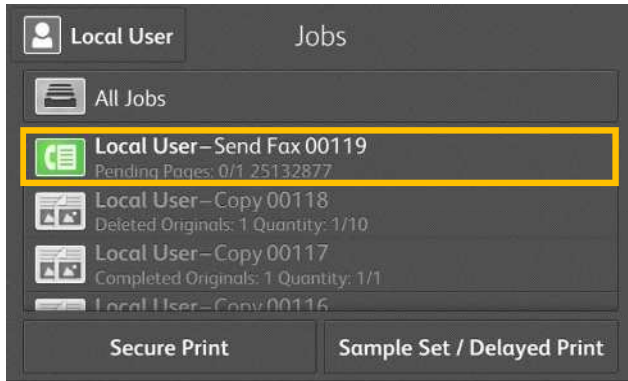 Local User
Jobs
All Jobs
Local User–Send Fax 00119
Pending Pages: 0/1 25132877
Local User–Copy 00118
Deleted Originals: 1 Quantity: 1/10
Local User–Copy 00117
Completed Originals: 1 Quantity: 1/1
Local User–Copy 00116
Secure Print
Sample Set / Delayed Print